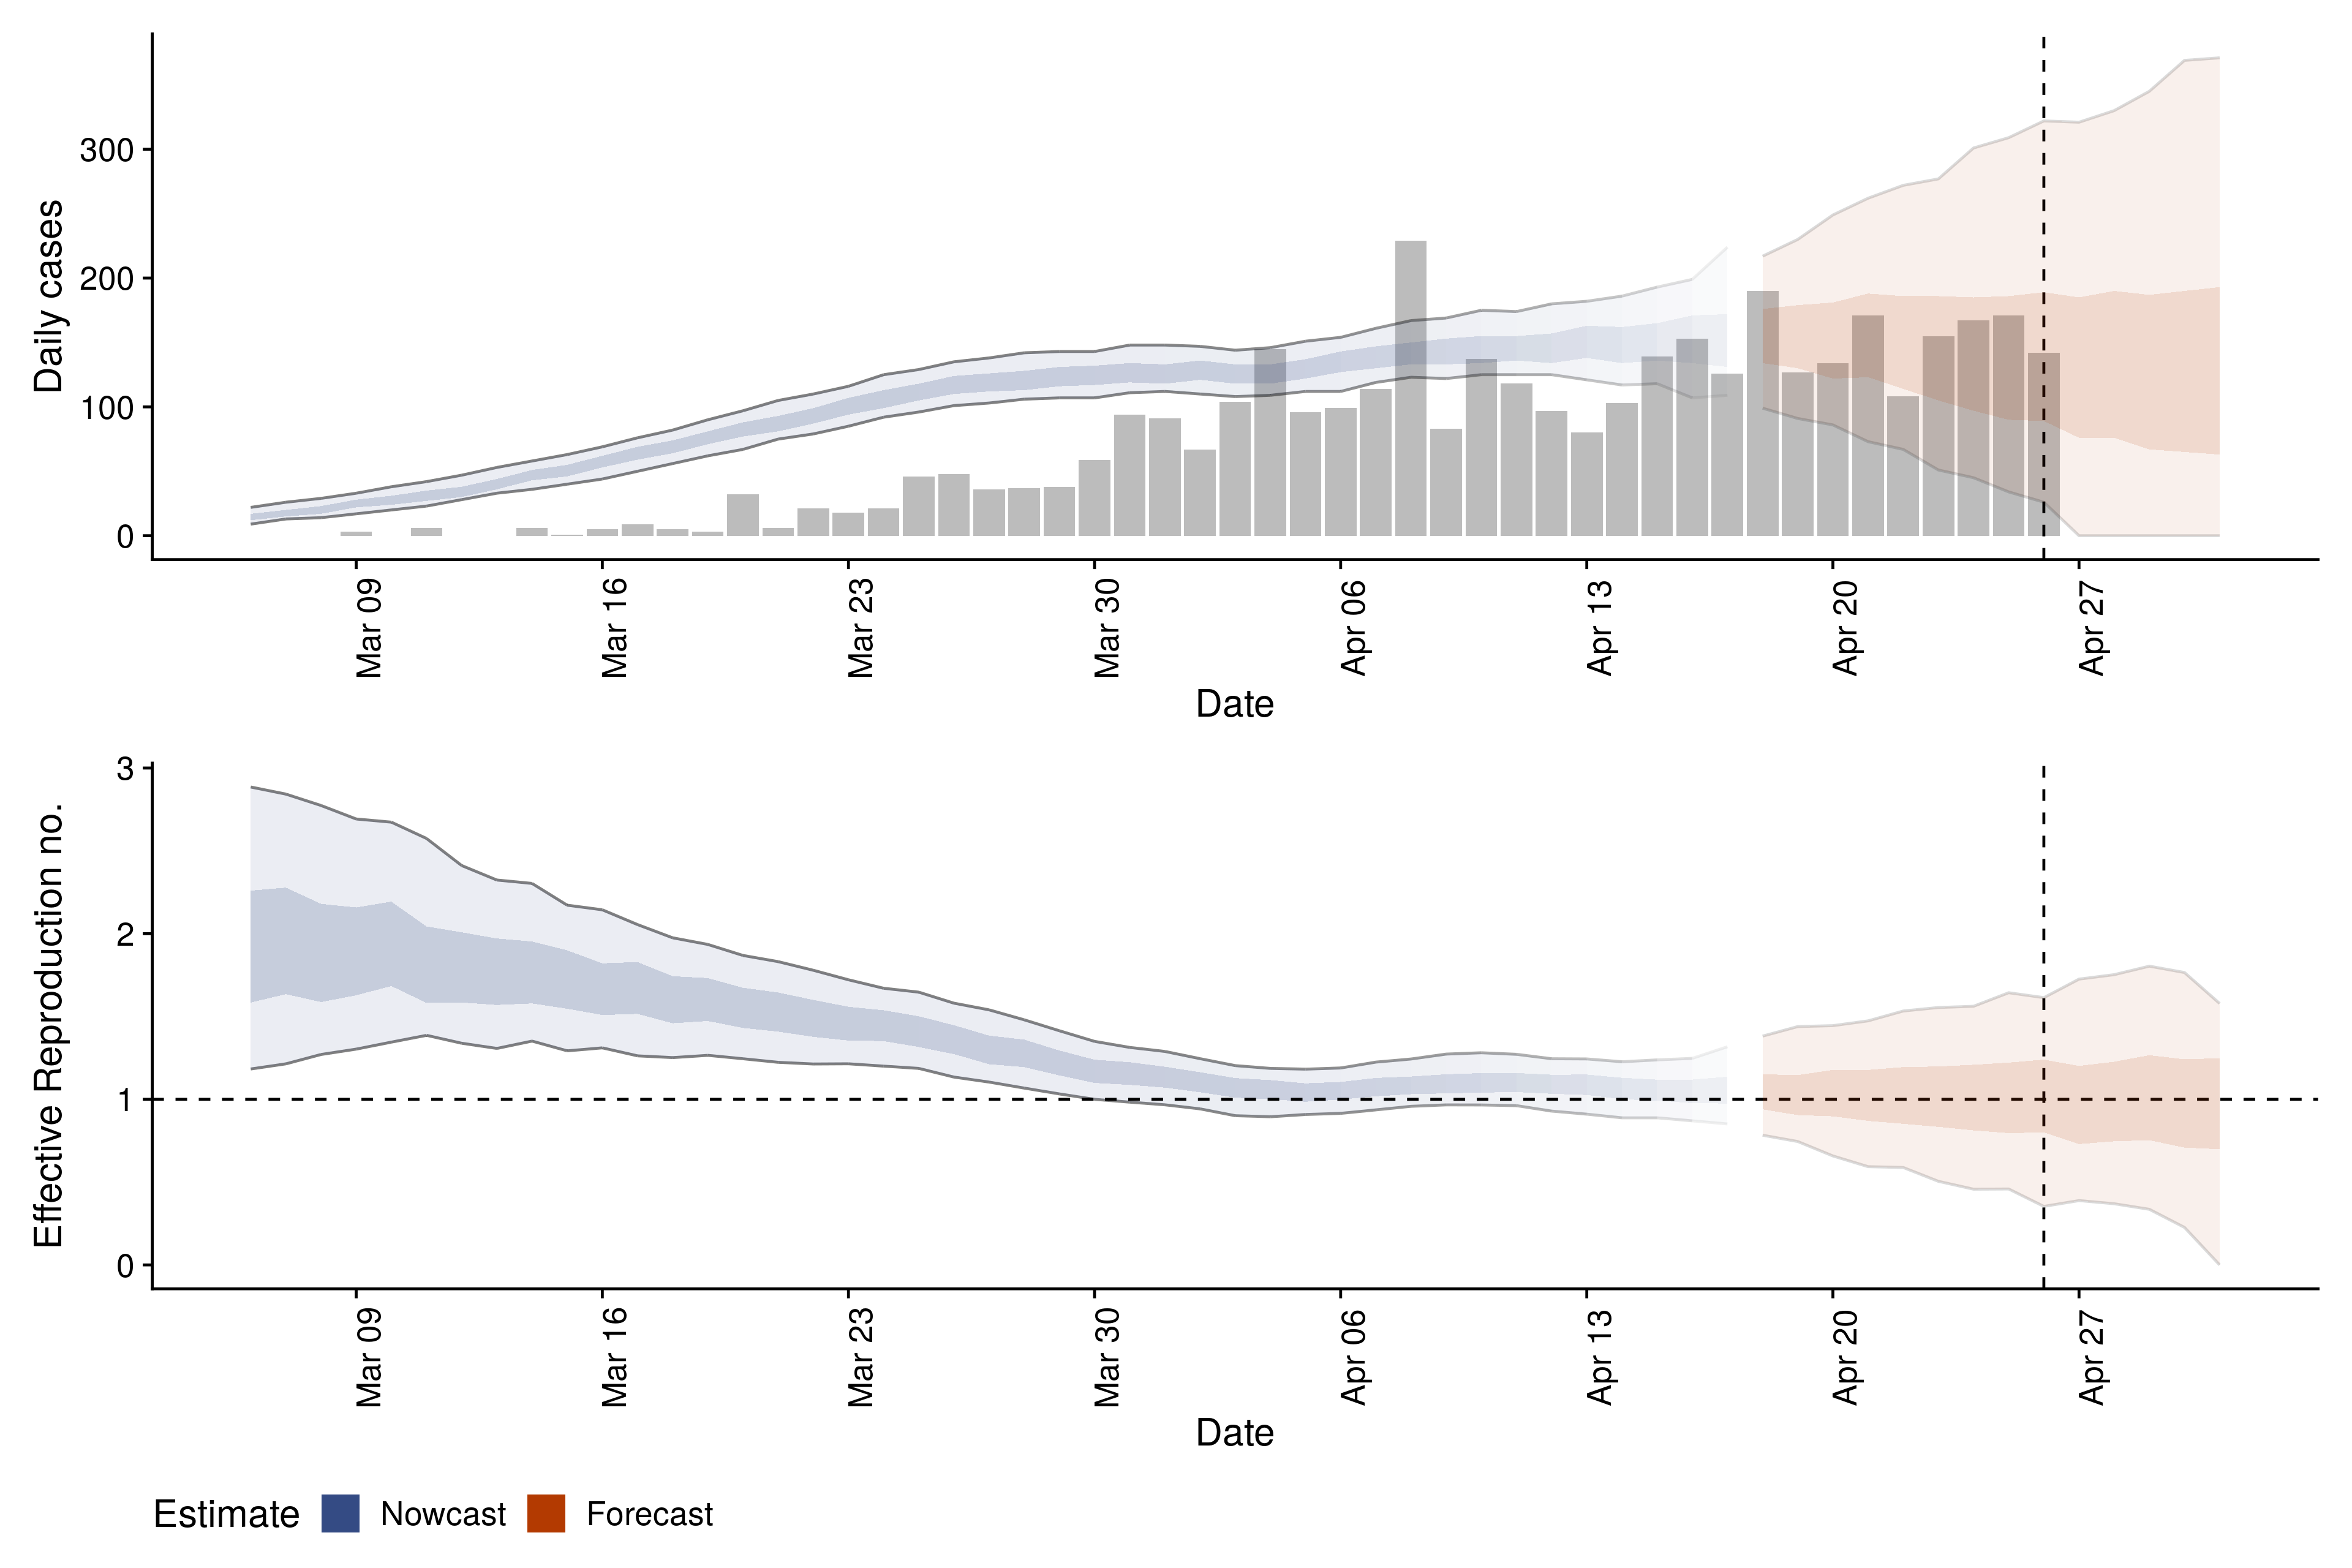 Daily cases
300
200
100
0
Mar 09
Mar 16
Mar 23
Mar 30
Apr 06
Apr 13
Apr 20
Apr 27
Date
Effective Reproduction no.
3
2
1
0
Mar 09
Mar 16
Mar 23
Mar 30
Apr 06
Apr 13
Apr 20
Apr 27
Date
Estimate Nowcast Forecast